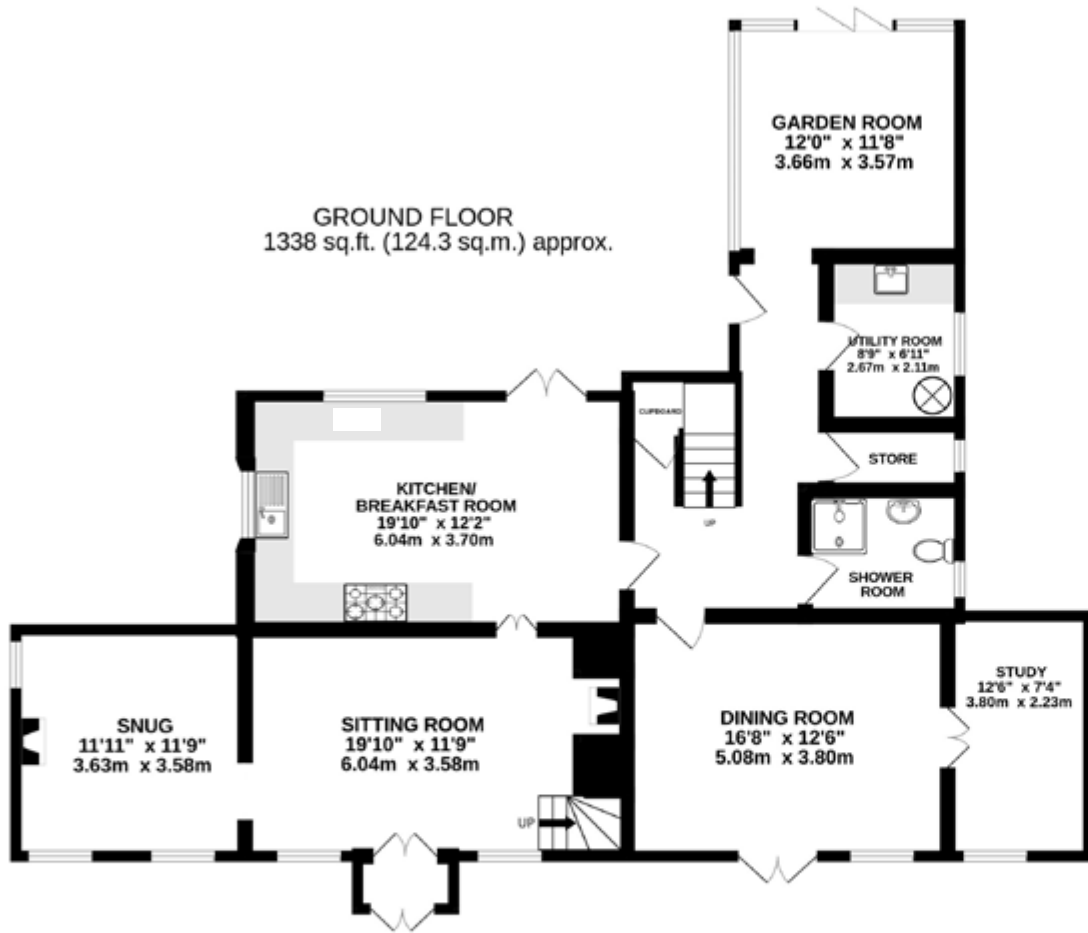 GARDEN ROOM
12'0" x 11'8"
3.66m x 3.57m
GROUND FLOOR
1338 sq.ft. (124.3 sq.m.) approx.
UTILITY ROOM
8'9" x 6'11"
2.67m x 2.11m
CUPBOARD
STORE
KITCHEN/
BREAKFAST ROOM
19'10" x 12'2"
6.04m x 3.70m
UP
SHOWER
ROOM
SNUG
11'11" x 11'9"
3.63m x 3.58m
SITTING ROOM
19'10" x 11'9"
6.04m x 3.58m
UP
DINING ROOM
16'8" x 12'6"
5.08m x 3.80m
STUDY
12'6" x 7'4"
3.80m x 2.23m